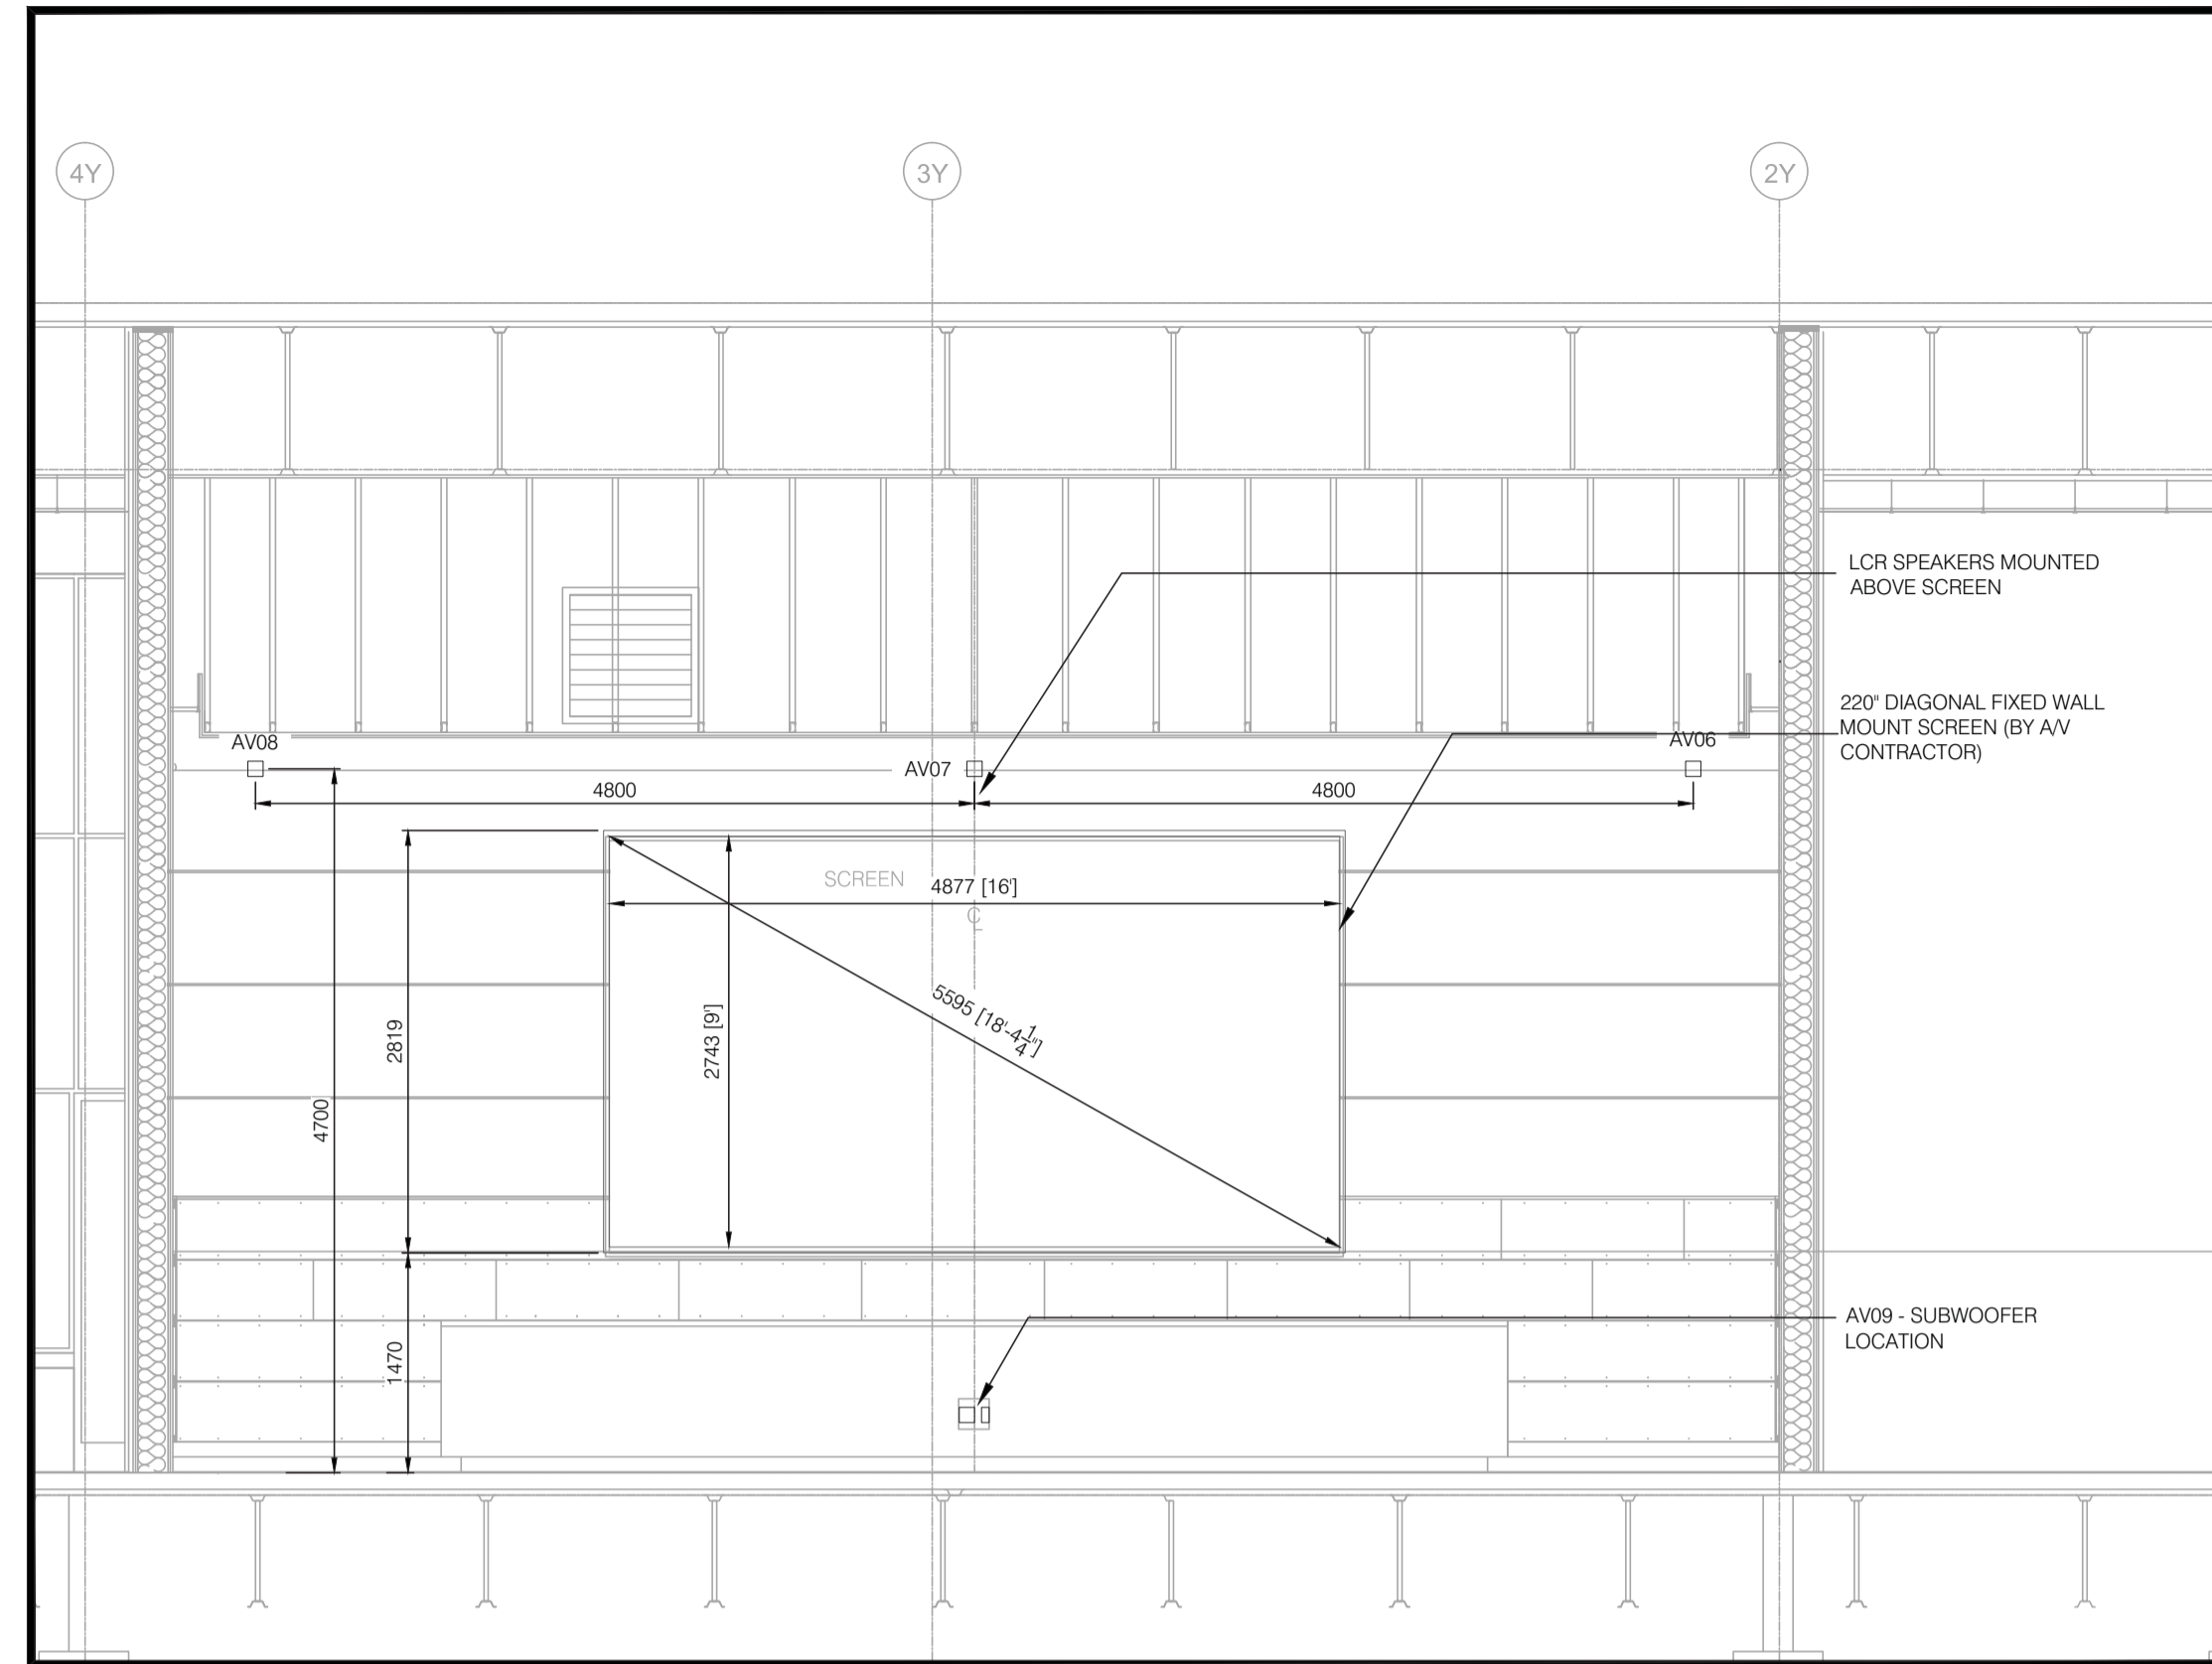 4Y
3Y
2Y
LCR SPEAKERS MOUNTED
ABOVE SCREEN
220" DIAGONAL FIXED WALL
MOUNT SCREEN (BY A/V
CONTRACTOR)
AV08
AV07
AV06
4800
4800
SCREEN
4877 [16']
CL
5595 [18'-4 1/4"]
2743 [9']
2819
4700
1470
AV09 - SUBWOOFER
LOCATION